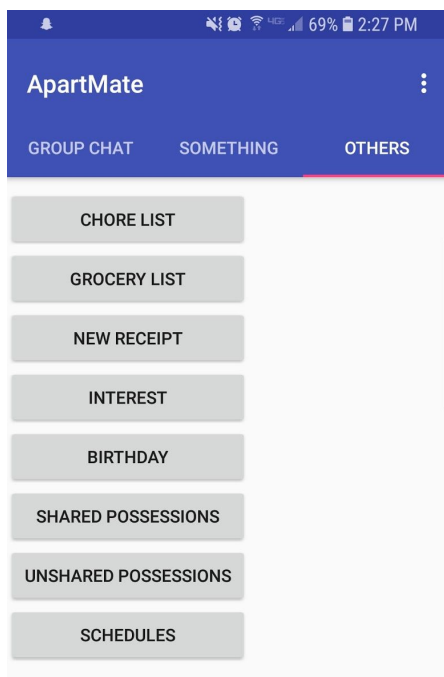 4GE 69% 2:27 PM
ApartMate
GROUP CHAT SOMETHING OTHERS
CHORE LIST
GROCERY LIST
NEW RECEIPT
INTEREST
BIRTHDAY
SHARED POSSESSIONS
UNSHARED POSSESSIONS
SCHEDULES